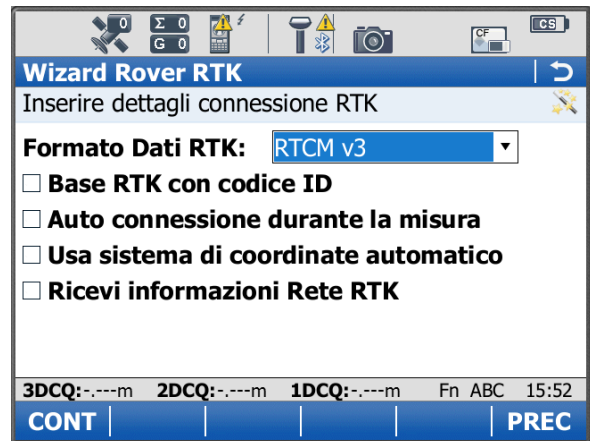 0 Σ 0 CF CS
G 0
Wizard Rover RTK
Inserire dettagli connessione RTK
Formato Dati RTK: RTCM v3
Base RTK con codice ID
Auto connessione durante la misura
Usa sistema di coordinate automatico
Ricevi informazioni Rete RTK
3DCQ:-.---m 2DCQ:-.---m 1DCQ:-.---m Fn ABC 15:52
CONT PREC